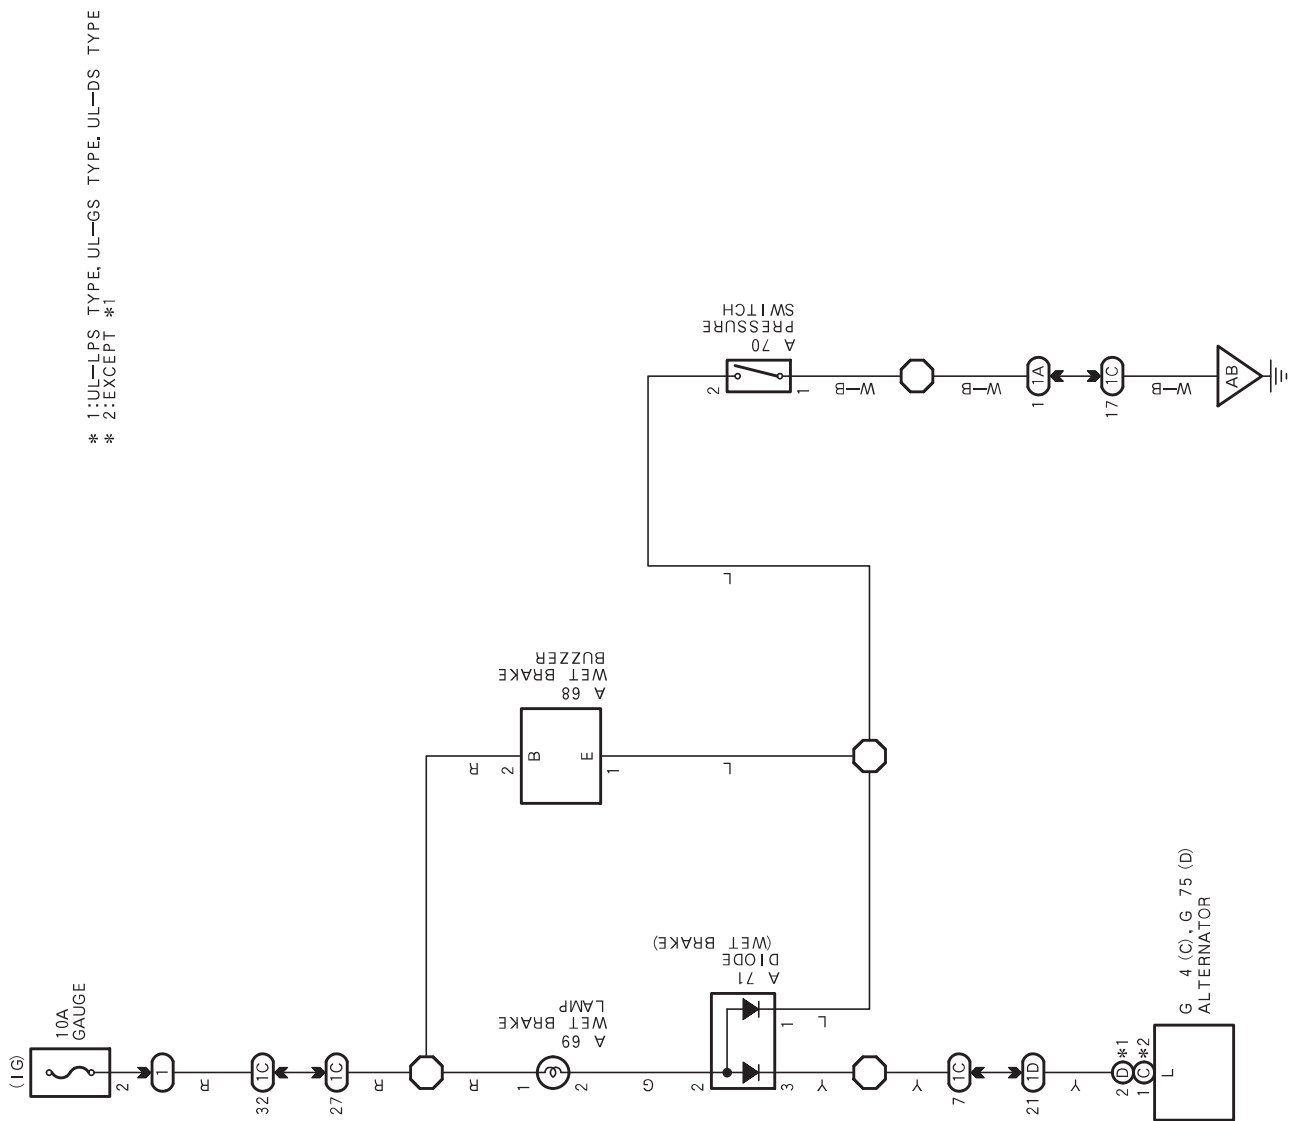 * 1:UL-LPS TYPE, UL-GS TYPE, UL-DS TYPE
* 2:EXCEPT *1
(IG)
10A
GAUGE
2
1
R
32
1C
27
1C
R
R
1
2
A 69
WET BRAKE
LAMP
G
2
3
1
A 71
DIODE
(WET BRAKE)
Y
L
Y
7
1C
21
1D
Y
2
D
*1
1
C
*2
L
G 4 (C), G 75 (D)
ALTERNATOR
R
2
B
E
1
A 68
WET BRAKE
BUZZER
L
L
2
1
A 70
PRESSURE
SWITCH
W-B
W-B
1
1A
17
1C
W-B
AB